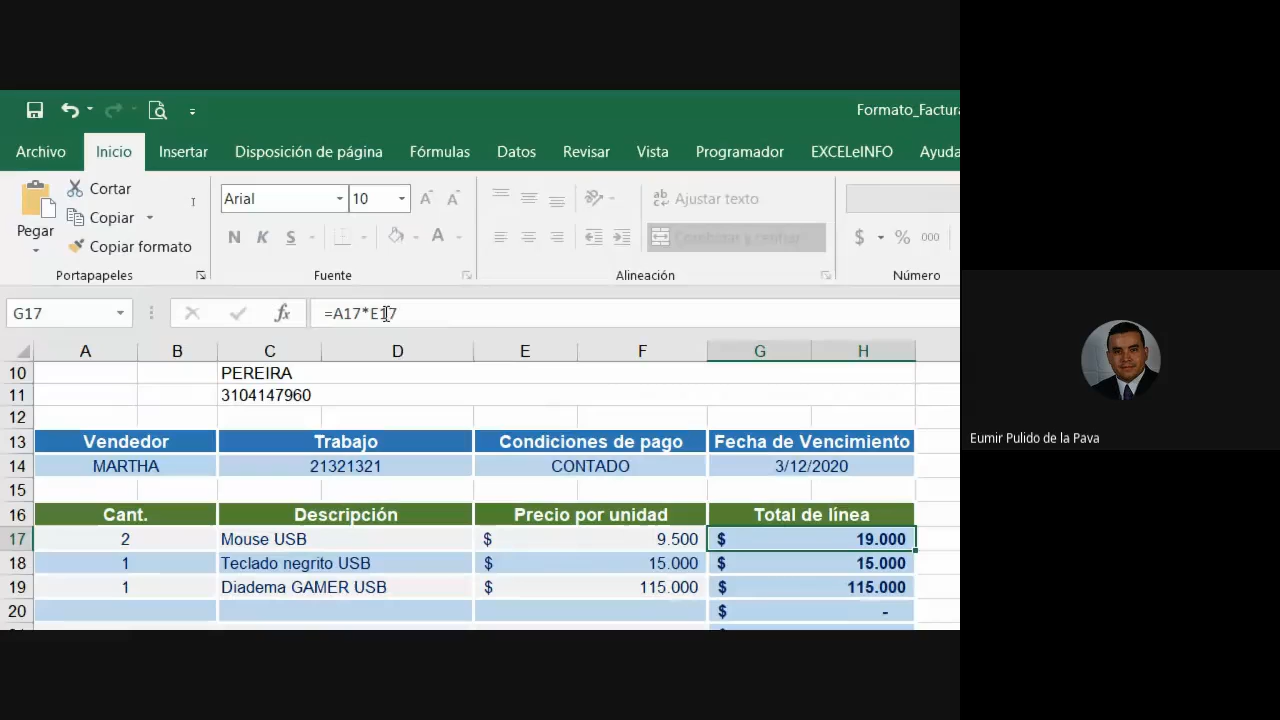 Formato_Factura
Archivo Inicio Insertar Disposición de página Fórmulas Datos Revisar Vista Programador EXCELeINFO Ayuda
Cortar
Copiar
Copiar formato
Pegar
Arial 10 A A
N K S A
Ajustar texto
Combinar y centrar
$ % 000
Portapapeles Fuente Alineación Número
G17 fx =A17*E17
A B C D E F G H
10 PEREIRA
11 3104147960
12
13 Vendedor Trabajo Condiciones de pago Fecha de Vencimiento
14 MARTHA 21321321 CONTADO 3/12/2020
15
16 Cant. Descripción Precio por unidad Total de línea
17 2 Mouse USB $ 9.500 $ 19.000
18 1 Teclado negrito USB $ 15.000 $ 15.000
19 1 Diadema GAMER USB $ 115.000 $ 115.000
20 $ -
Eumir Pulido de la Pava